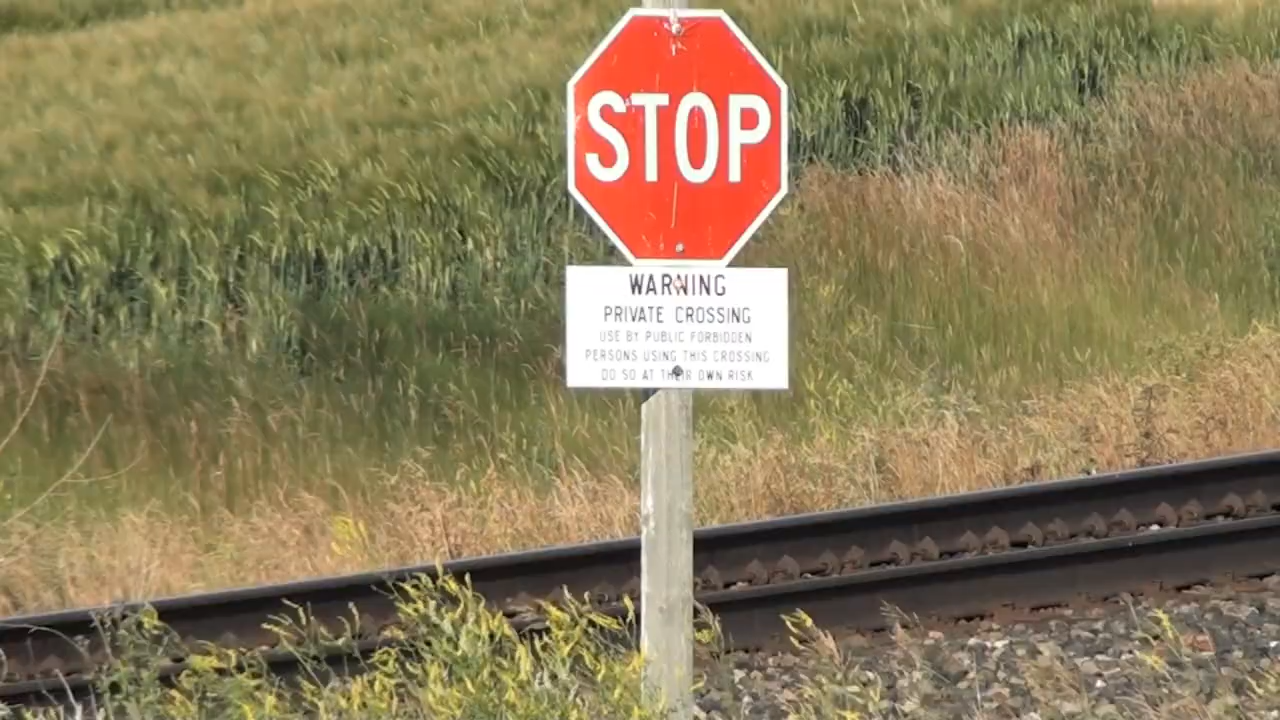 STOP
WARNING
PRIVATE CROSSING
USE BY PUBLIC FORBIDDEN
PERSONS USING THIS CROSSING
DO SO AT THEIR OWN RISK